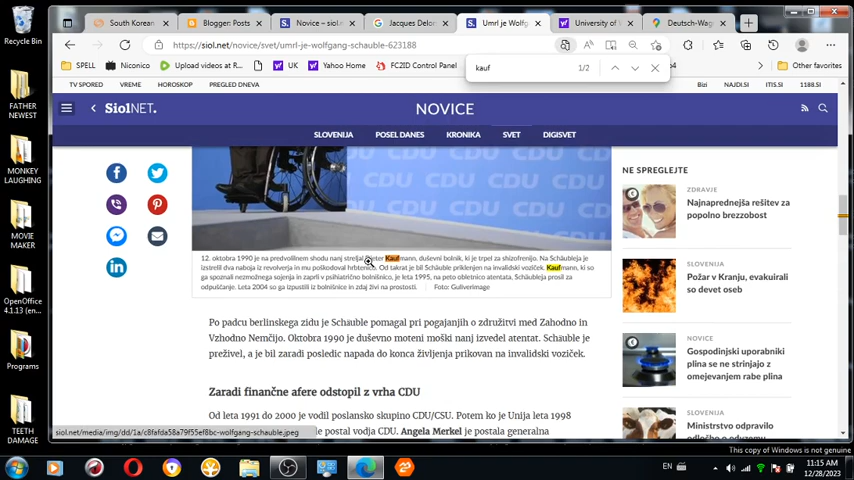 Recycle Bin
FATHER NEWEST
MONKEY LAUGHING
MOVIE MAKER
OpenOffice 4.1.13 (en...
Programs
TEETH DAMAGE
South Korean
Blogger: Posts
Novice – siol.n
Jacques Delor
Umrl je Wolfg
University of V
Deutsch-Wag
https://siol.net/novice/svet/umrl-je-wolfgang-schauble-623188
SPELL
Niconico
Upload videos to R...
UK
Yahoo Home
FC2ID Control Panel
Other favorites
kauf
1/2
TV SPORED
VREME
HOROSKOP
PREGLED DNEVA
Bizi
NAJDI.SI
ITIS.SI
1188.SI
SiolNET.
NOVICE
SLOVENIJA
POSEL DANES
KRONIKA
SVET
DIGISVET
CDU
12. oktobra 1990 je na predvolilnem shodu nanj streljal Dieter Kaufmann, duševni bolnik, ki je trpel za shizofrenijo. Na Schäubleja je
izstrelil dva naboja iz revolverja in mu poškodoval hrbtenico. Od takrat je bil Schäuble priklenjen na invalidski voziček. Kaufmann, ki so
ga spoznali nezmožnega sojenja in zaprli v psihiatrično bolnišnico, je leta 1995, na peto obletnico atentata, Schäubleja prosil za
odpuščanje. Leta 2004 so ga izpustili iz bolnišnice in zdaj živi na prostosti.
Foto: Guliverimage
Po padcu berlinskega zidu je Schäuble pomagal pri pogajanjih o združitvi med Zahodno in
Vzhodno Nemčijo. Oktobra 1990 je duševno moteni moški nanj izvedel atentat. Schäuble je
preživel, a je bil zaradi posledic napada do konca življenja prikovan na invalidski voziček.
Zaradi finančne afere odstopil z vrha CDU
Od leta 1991 do 2000 je vodil poslansko skupino CDU/CSU. Potem ko je Unija leta 1998
le postal vodja CDU. Angela Merkel je postala generalna
NE SPREGLEJTE
ZDRAVJE
Najnaprednejša rešitev za
popolno brezzobost
SLOVENIJA
Požar v Kranju, evakuirali
so devet oseb
NOVICE
Gospodinjski uporabniki
plina se ne strinjajo z
omejevanjem rabe plina
SLOVENIJA
Ministrstvo odpravilo
siol.net/media/img/dd/1a/c8fafda58a79f55ef8bc-wolfgang-schauble.jpeg
This copy of Windows is not genuine
EN
11:15 AM
12/28/2023